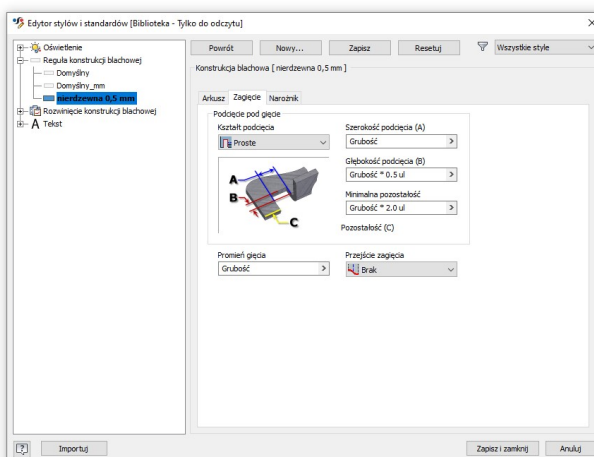 Edytor stylów i standardów [Biblioteka - Tylko do odczytu]
Oświetlenie
Reguła konstrukcji blachowej
Domyślny
Domyślny_mm
nierdzewna 0,5 mm
Rozwinięcie konstrukcji blachowej
A Tekst
Powrót Nowy... Zapisz Resetuj Wszystkie style
Konstrukcja blachowa [ nierdzewna 0,5 mm ]
Arkusz Zagięcie Narożnik
Podcięcie pod gięcie
Kształt podcięcia Szerokość podcięcia (A)
Proste Grubość >
Głębokość podcięcia (B)
Grubość * 0.5 ul >
Minimalna pozostałość
Grubość * 2.0 ul >
Pozostałość (C)
A
B
C
Promień gięcia Przejście zagięcia
Grubość > Brak
? Importuj Zapisz i zamknij Anuluj